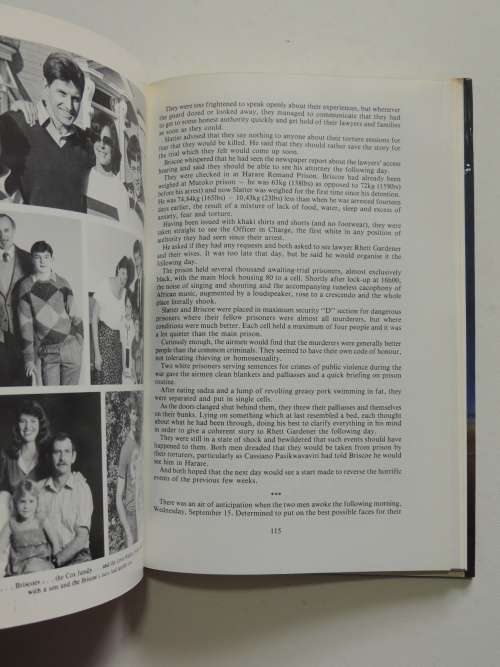 They were too frightened to speak openly about their experiences, but whenever
the guard dozed or looked away, they managed to communicate that they had
to get to some honest authority quickly and get hold of their lawyers and families
as soon as they could.
Slatter advised that they say nothing to anyone about their torture sessions for
fear that they would be killed. He said that they should rather save the story for
the trial which they felt would come up soon.
Briscoe whispered that he had seen the newspaper report about the lawyers' access
hearing and said they should be able to see his attorney the following day.
They were checked in at Harare Remand Prison. Briscoe had already been
weighed at Muroko prison — he was 63kg (138lbs) as opposed to 72kg (159lbs)
before his arrest) and now Slatter was weighed for the first time since his detention.
He was 74,84kg (165lbs) — 10,43kg (23lbs) less than when he was arrested fourteen
days earlier, the result of a mixture of lack of food, water, sleep and excess of
anxiety, fear and torture.
Having been issued with khaki shirts and shorts (and no footwear), they were
taken straight to see the Officer in Charge, the first white in any position of
authority they had seen since their arrest.
He asked if they had any requests and both asked to see lawyer Rhett Gardener
and their wives. It was too late that day, but he said he would organise it the
following day.
The prison held several thousand awaiting-trial prisoners, almost exclusively
black, with the main block housing 80 to a cell. Shortly after lock-up at 16h00,
the noise of singing and shouting and the accompanying tuneless cacophony of
African music, augmented by a loudspeaker, rose to a crescendo and the whole
place literally shook.
Slatter and Briscoe were placed in maximum security "D" section for dangerous
prisoners where their fellow prisoners were almost all murderers, but where
conditions were much better. Each cell held a maximum of four people and it was
a lot quieter than the main prison.
Curiously enough, the airmen would find that the murderers were generally better
people than the common criminals. They seemed to have their own code of honour,
not tolerating thieving or homosexuality.
Two white prisoners serving sentences for crimes of public violence during the
war gave the airmen clean blankets and palliasses and a quick briefing on prison
routine.
After eating sadza and a lump of revolting greasy pork swimming in fat, they
were separated and put in single cells.
As the doors clanged shut behind them, they threw their palliasses and themselves
on their bunks. Lying on something which at last resembled a bed, each thought
about what he had been through, doing his best to clarify everything in his mind
in order to give a coherent story to Rhett Gardener the following day.
They were still in a state of shock and bewildered that such events should have
happened to them. Both men dreaded that they would be taken from prison by
their torturers, particularly as Cassiano Pasikwavaviri had told Briscoe he would
see him in Harare.
And both hoped that the next day would see a start made to reverse the horrific
events of the previous few weeks.
***
There was an air of anticipation when the two men awoke the following morning,
Wednesday, September 15. Determined to put on the best possible faces for their
115
. . . Briscoes . . . the Cox family . . . and the
with a son and the Briscoe's